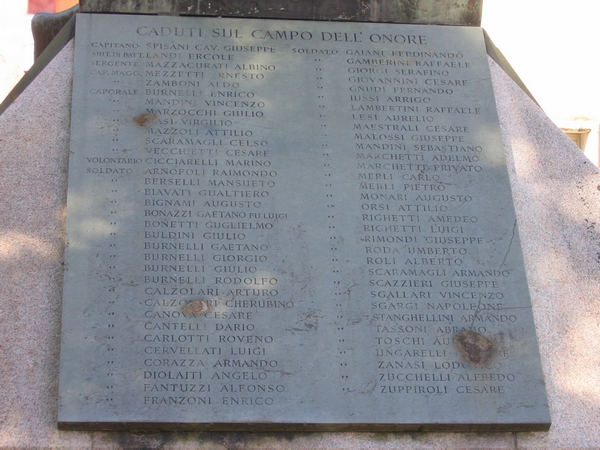 CADUTI SUL CAMPO DELL' ONORE
CAPITANO SPISANI CAV. GIUSEPPE
LANDI ERCOLE
SERGENTE MAZZACURATI ALBINO
CAP. MAGG. MEZZETTI ERNESTO
" ZAMBONI ALDO
CAPORALE BURNELLI ENRICO
" MANDINI VINCENZO
MARZOCCHI GIULIO
VIRGILIO
" MAZZOLI ATTILIO
" SCARAMAGLI CELSO
" VECCHIETTI CESARE
VOLONTARIO CICCIARELLI MARINO
SOLDATO ARNOFOLI RAIMONDO
" BERSELLI MANSUETO
" BIAVATI GUALTIERO
" BIGNAMI AUGUSTO
" BONAZZI GAETANO FU LUIGI
" BONETTI GUGLIELMO
" BULDINI GIULIO
" BURNELLI GAETANO
" BURNELLI GIORGIO
" BURNELLI GIULIO
" BURNELLI RODOLFO
" CALZOLARI ARTURO
" CALZOLARI CHERUBINO
" CESARE
" CANTELLI DARIO
" CARLOTTI ROVENO
" CERVELLATI LUIGI
" CORAZZA ARMANDO
" DIOLAITI ANGELO
" FANTUZZI ALFONSO
" FRANZONI ENRICO
SOLDATO GAIANI FERDINANDO
" GAMBERINI RAFFAELE
" GIORGI SERAFINO
" GIOVANNINI CESARE
" GNUDI FERNANDO
" IUSSI ARRIGO
" LAMBERTINI RAFFAELE
" LESI AURELIO
" MAESTRALI CESARE
" MALOSSI GIUSEPPE
" MANDINI SEBASTIANO
" MARCHETTI ADELMO
" MARCHETTI PRIVATO
" MERLI CARLO
" MERLI PIETRO
" MONARI AUGUSTO
" ORSI ATTILIO
" RIGHETTI AMEDEO
" RIGHETTI LUIGI
" RIMONDI GIUSEPPE
" RODA UMBERTO
" ROLI ALBERTO
" SCARAMAGLI ARMANDO
" SCAZZIERI GIUSEPPE
" SGALLARI VINCENZO
" SGARGI NAPOLEONE
" STANGHELLINI ARMANDO
" TASSONI ABRAMO
" TOSCHI
" UNGARELLI
" ZANASI
" ZUCCHELLI ALFREDO
" ZUPPIROLI CESARE